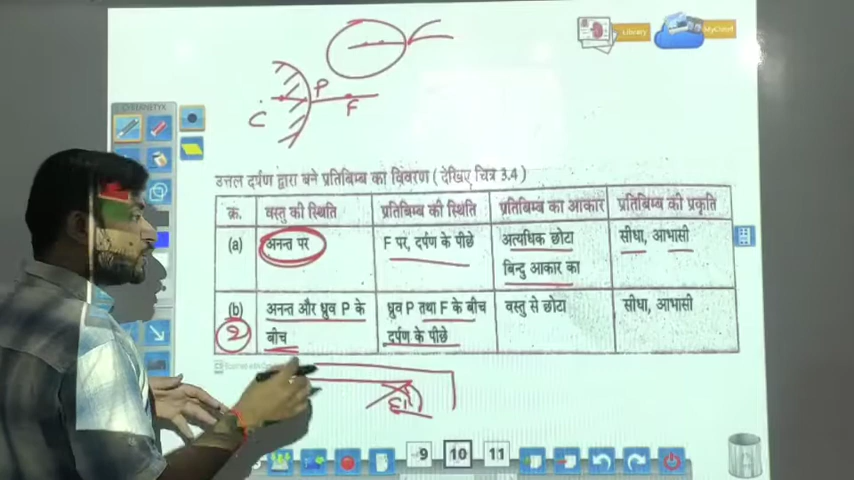 Library
MyCloud
P
F
C
उत्तल दर्पण द्वारा बने प्रतिबिम्ब का विवरण ( देखिए चित्र 3.4 )
क्र. वस्तु की स्थिति प्रतिबिम्ब की स्थिति प्रतिबिम्ब का आकार प्रतिबिम्ब की प्रकृति
(a) अनन्त पर F पर, दर्पण के पीछे अत्यधिक छोटा सीधा, आभासी
बिन्दु आकार का
(b) अनन्त और ध्रुव P के ध्रुव P तथा F के बीच वस्तु से छोटा सीधा, आभासी
2 बीच दर्पण के पीछे
9 10 11